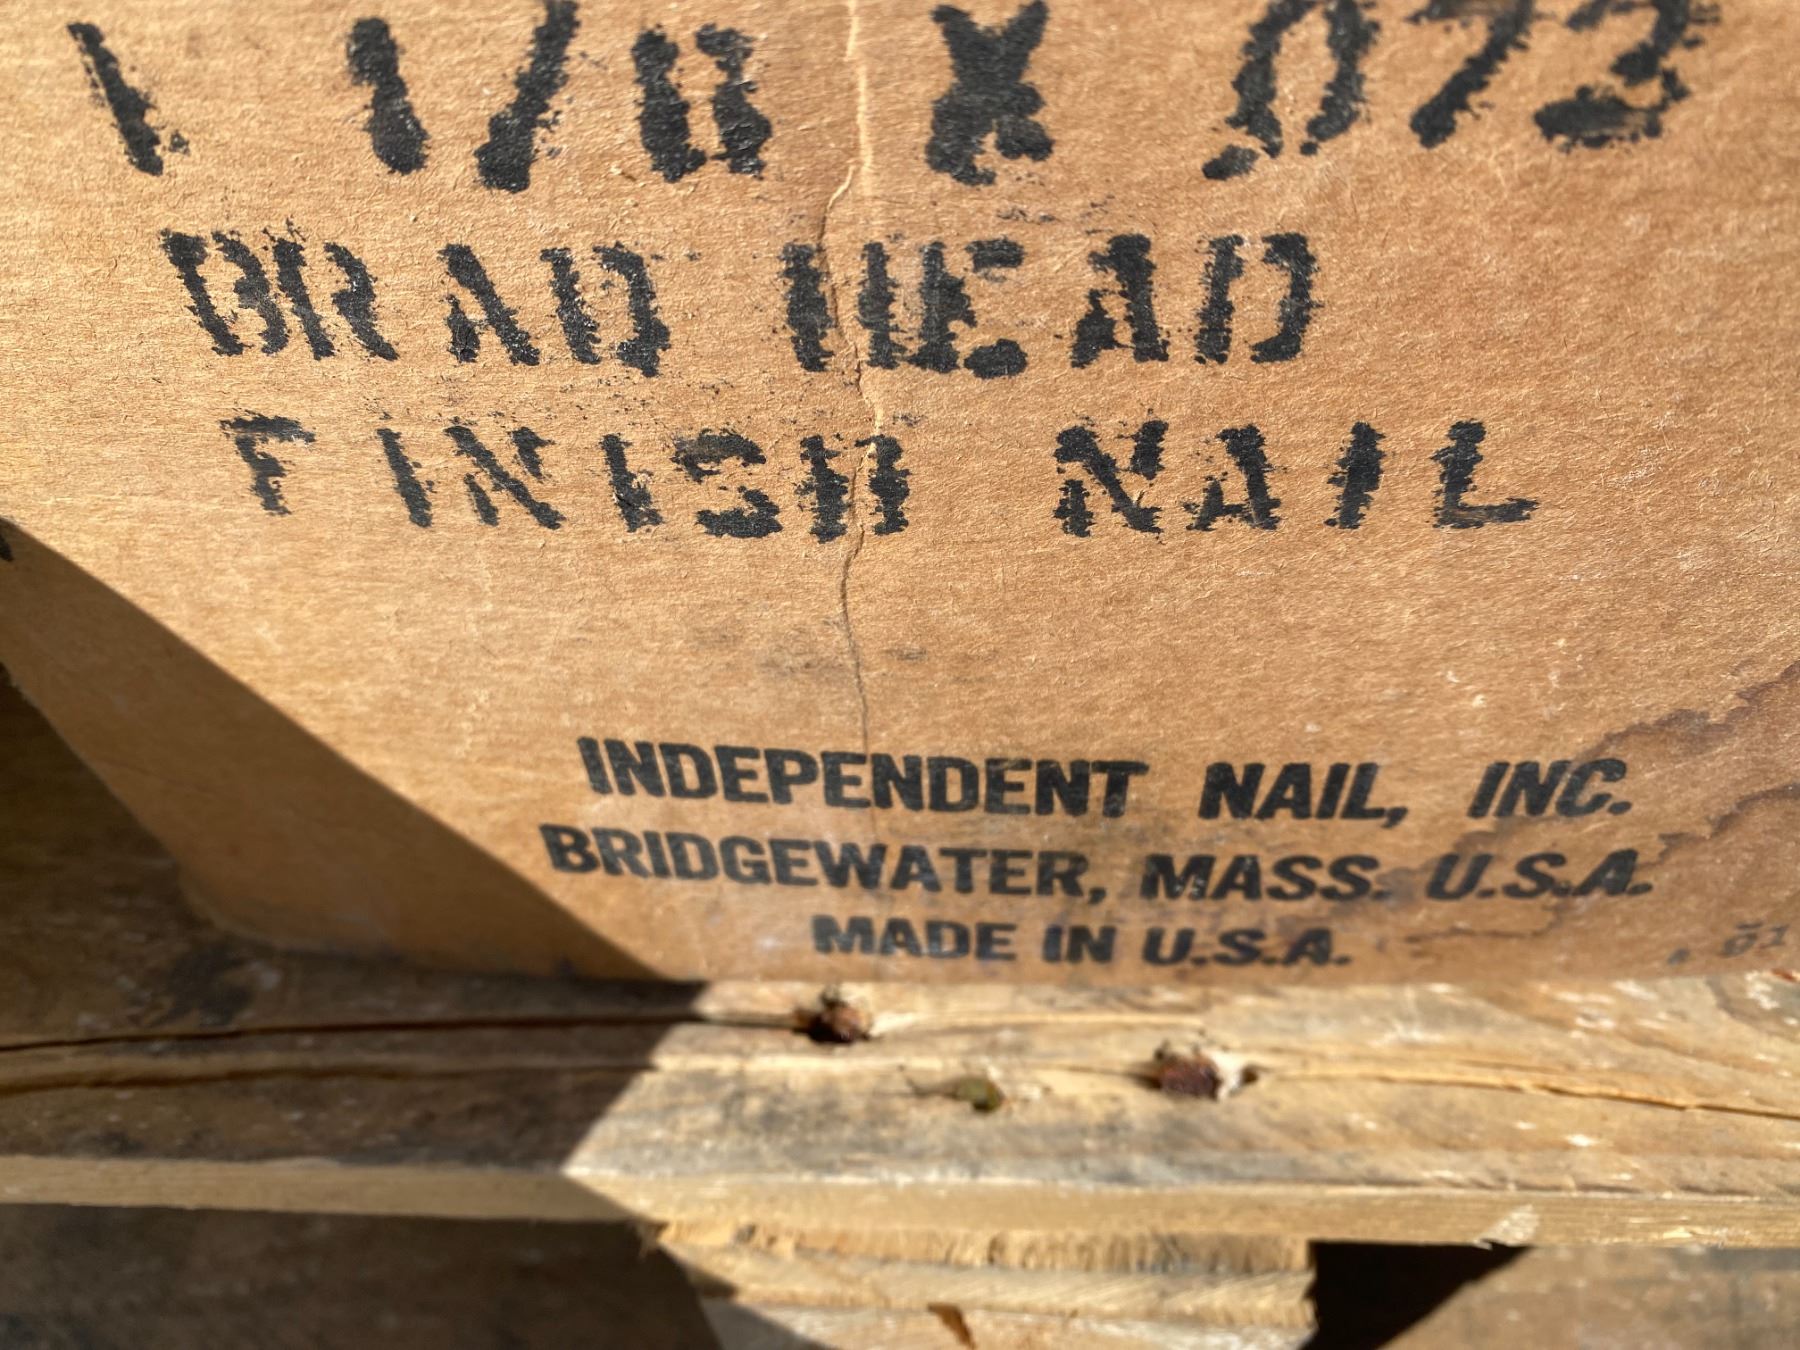 1 1/8 X .073
BRAD HEAD
FINISH NAIL
INDEPENDENT NAIL, INC.
BRIDGEWATER, MASS. U.S.A.
MADE IN U.S.A.